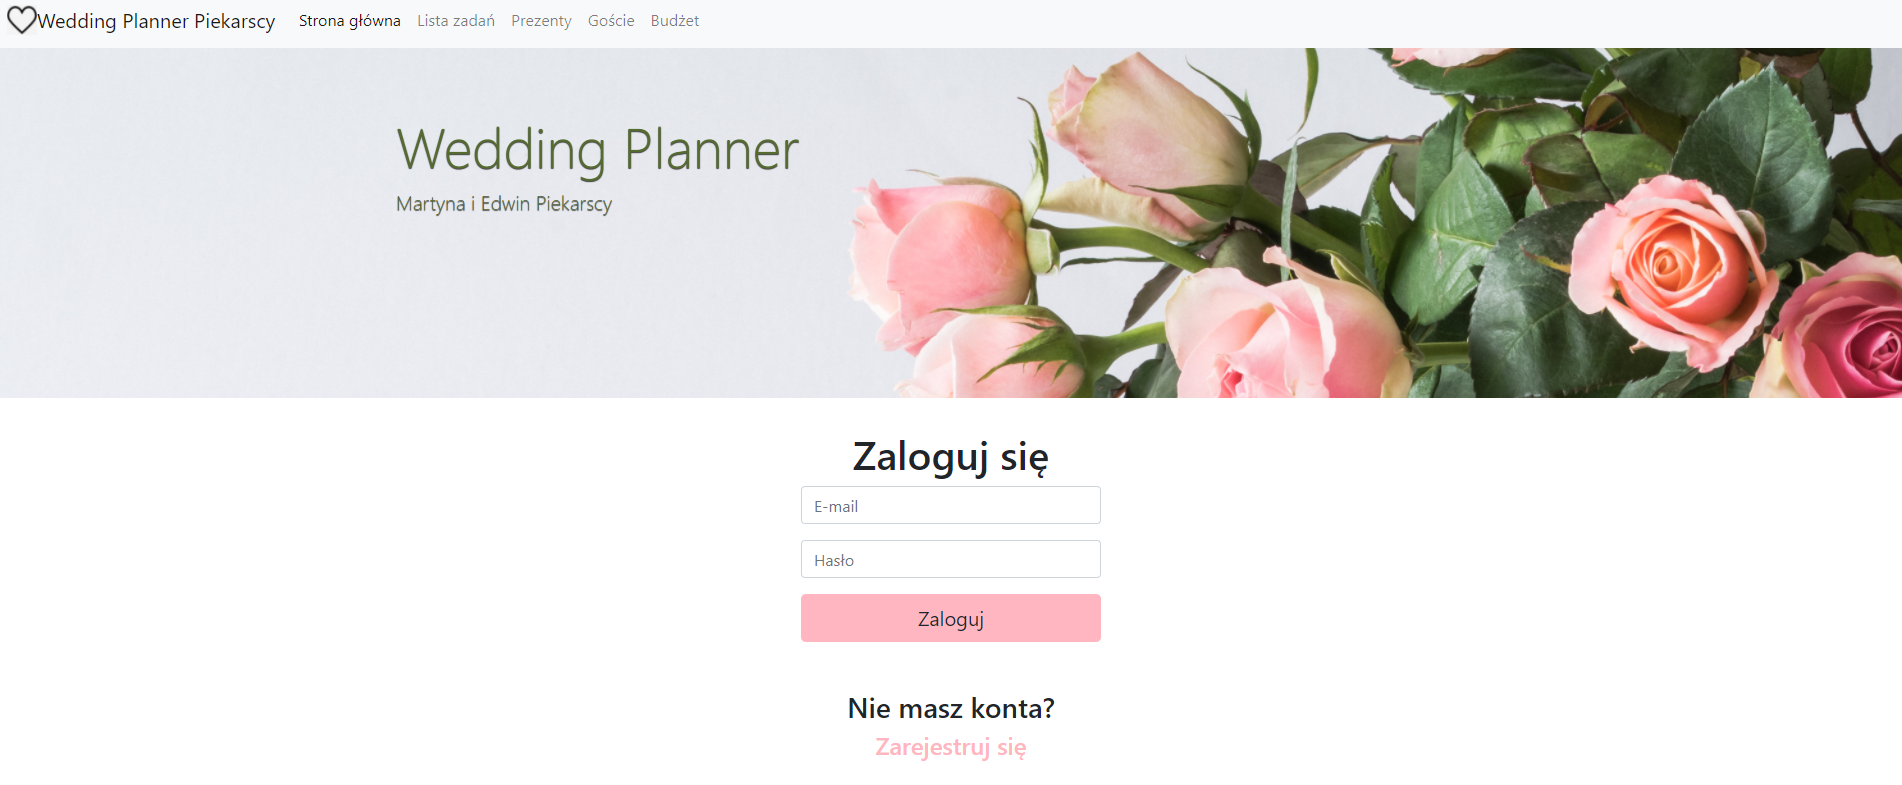 Wedding Planner Piekarscy Strona główna Lista zadań Prezenty Goście Budżet
Wedding Planner
Martyna i Edwin Piekarscy
Zaloguj się
E-mail
Hasło
Zaloguj
Nie masz konta?
Zarejestruj się